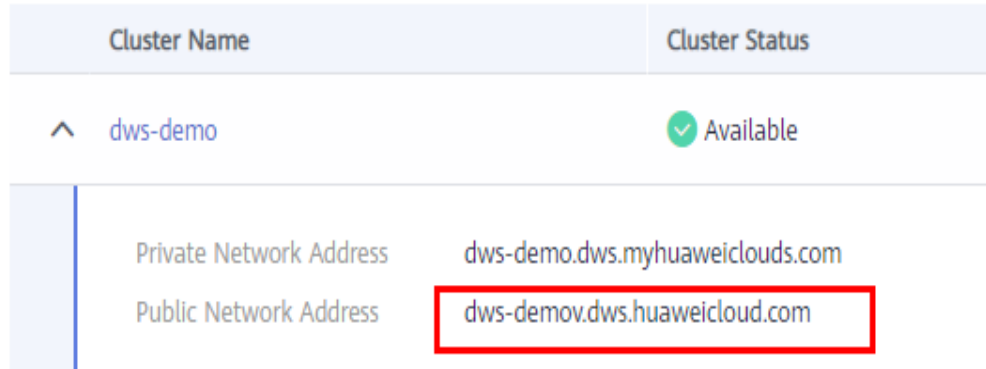 Cluster Name Cluster Status
dws-demo Available
Private Network Address dws-demo.dws.myhuaweiclouds.com
Public Network Address dws-demov.dws.huaweicloud.com